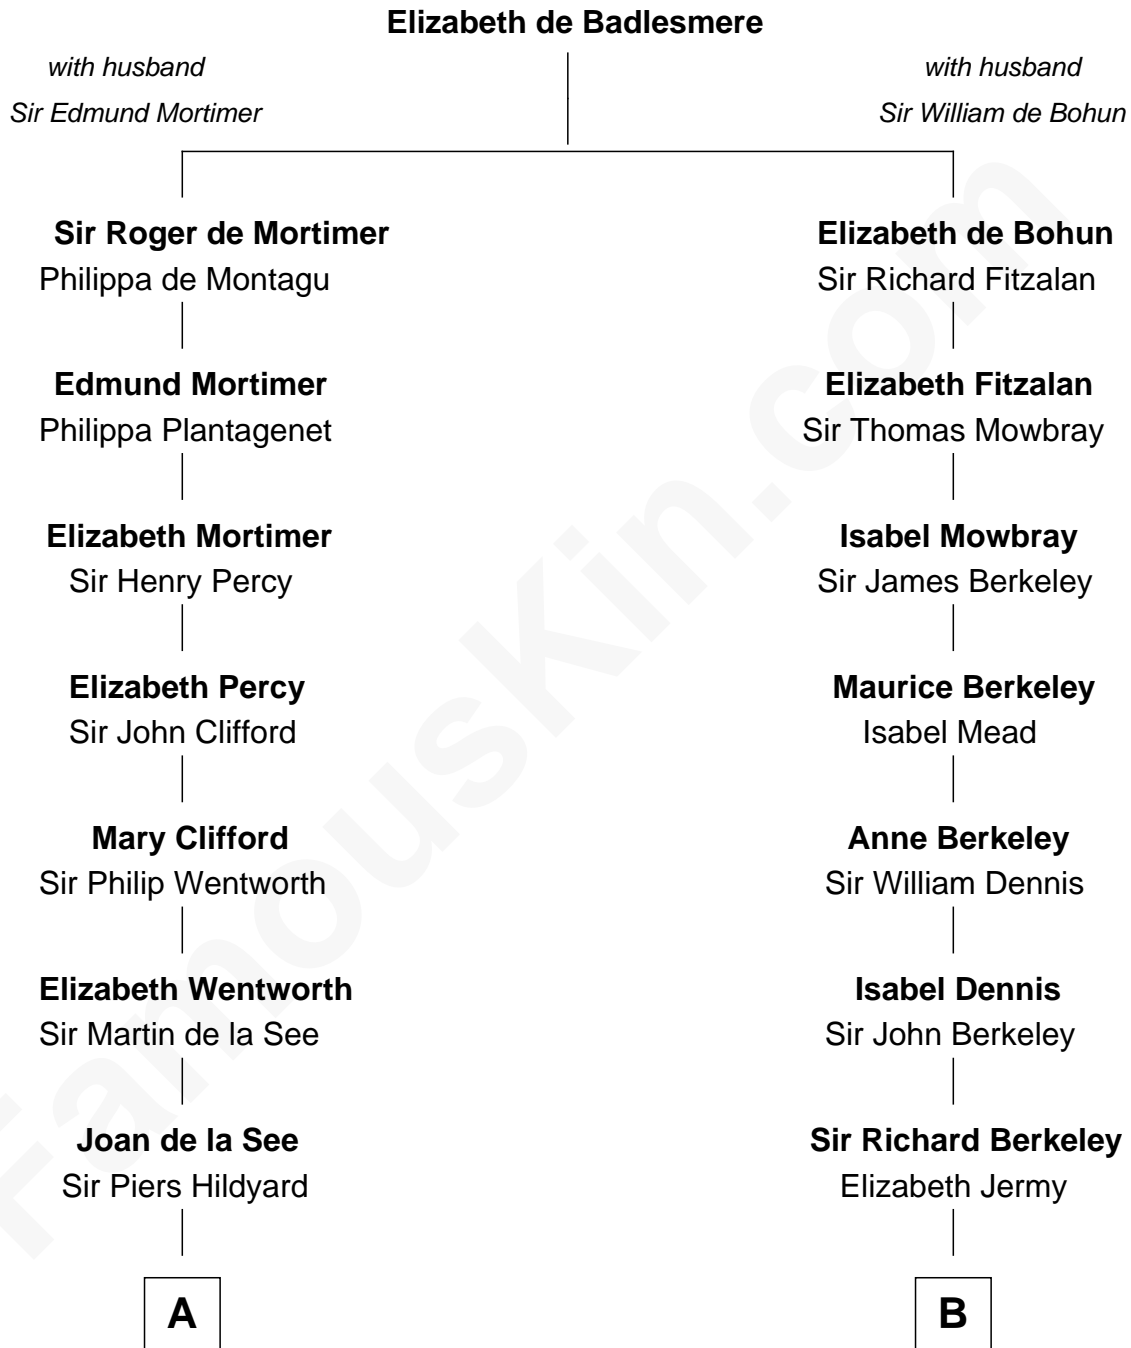 Elizabeth de Badlesmere
with husband
Sir Edmund Mortimer
with husband
Sir William de Bohun
Sir Roger de Mortimer
Philippa de Montagu
Elizabeth de Bohun
Sir Richard Fitzalan
Edmund Mortimer
Philippa Plantagenet
Elizabeth Fitzalan
Sir Thomas Mowbray
Elizabeth Mortimer
Sir Henry Percy
Isabel Mowbray
Sir James Berkeley
Elizabeth Percy
Sir John Clifford
Maurice Berkeley
Isabel Mead
Mary Clifford
Sir Philip Wentworth
Anne Berkeley
Sir William Dennis
Elizabeth Wentworth
Sir Martin de la See
Isabel Dennis
Sir John Berkeley
Joan de la See
Sir Piers Hildyard
Sir Richard Berkeley
Elizabeth Jermy
A
B
FamousKin.com